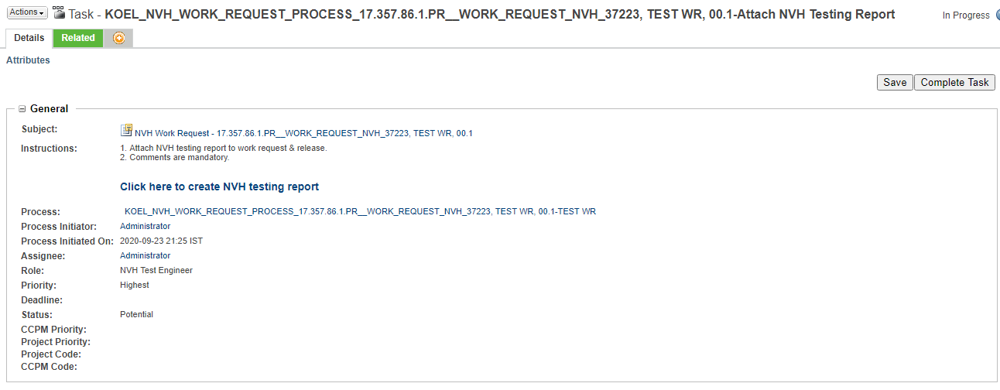 Actions Task - KOEL_NVH_WORK_REQUEST_PROCESS_17.357.86.1.PR__WORK_REQUEST_NVH_37223, TEST WR, 00.1-Attach NVH Testing Report In Progress
Details Related
Attributes
Save Complete Task
General
Subject: NVH Work Request - 17.357.86.1.PR__WORK_REQUEST_NVH_37223, TEST WR, 00.1
Instructions: 1. Attach NVH testing report to work request & release.
2. Comments are mandatory.
Click here to create NVH testing report
Process: KOEL_NVH_WORK_REQUEST_PROCESS_17.357.86.1.PR__WORK_REQUEST_NVH_37223, TEST WR, 00.1-TEST WR
Process Initiator: Administrator
Process Initiated On: 2020-09-23 21:25 IST
Assignee: Administrator
Role: NVH Test Engineer
Priority: Highest
Deadline:
Status: Potential
CCPM Priority:
Project Priority:
Project Code:
CCPM Code: